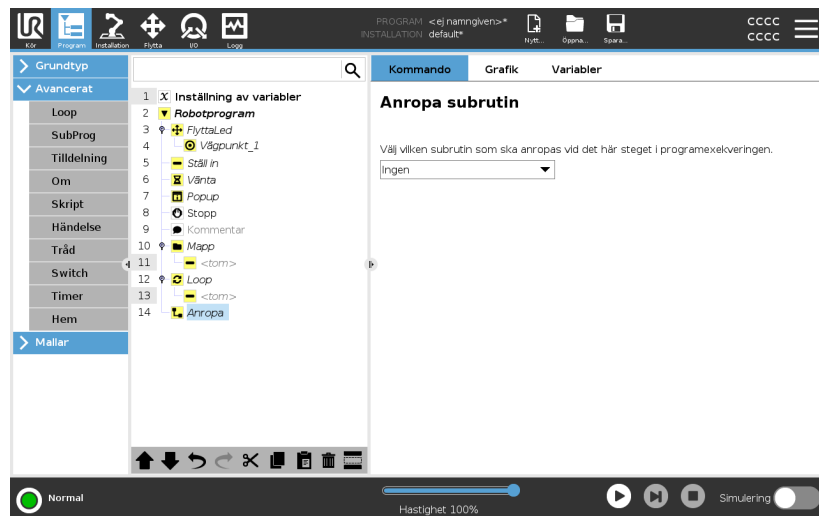 UR
Kör
Program
Installation
Flytta
I/O
Logg
PROGRAM <ej namngiven>*
INSTALLATION default*
Nytt...
Öppna...
Spara...
CCCC
CCCC
Grundtyp
Avancerat
Loop
SubProg
Tilldelning
Om
Skript
Händelse
Tråd
Switch
Timer
Hem
Mallar
1 X Inställning av variabler
2 Robotprogram
3 FlyttaLed
4 Vägpunkt_1
5 Ställ in
6 Vänta
7 Popup
8 Stopp
9 Kommentar
10 Mapp
11 <tom>
12 Loop
13 <tom>
14 Anropa
Kommando Grafik Variabler
Anropa subrutin
Välj vilken subrutin som ska anropas vid det här steget i programexekveringen.
Ingen
Normal
Hastighet 100%
Simulering